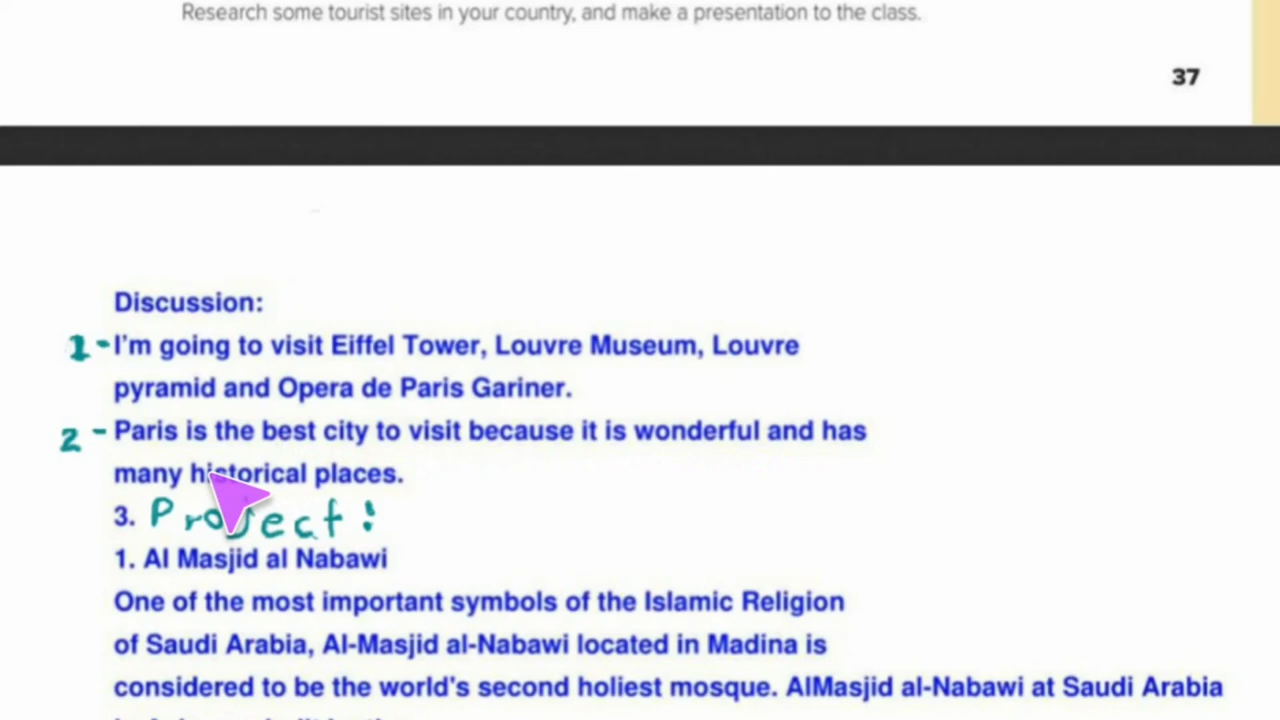 Research some tourist sites in your country, and make a presentation to the class.
37
Discussion:
1-I'm going to visit Eiffel Tower, Louvre Museum, Louvre
pyramid and Opera de Paris Gariner.
2-Paris is the best city to visit because it is wonderful and has
many historical places.
3. Project:
1. Al Masjid al Nabawi
One of the most important symbols of the Islamic Religion
of Saudi Arabia, Al-Masjid al-Nabawi located in Madina is
considered to be the world's second holiest mosque. AlMasjid al-Nabawi at Saudi Arabia